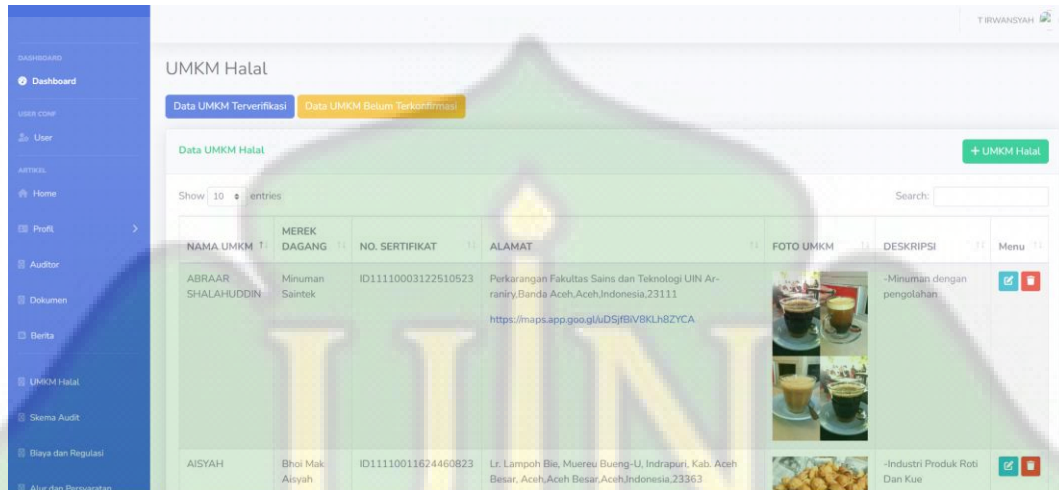 T IRWANSYAH
DASHBOARD
Dashboard
USER CONF
User
ARTIKEL
Home
Profil
Auditor
Dokumen
Berita
UMKM Halal
Skema Audit
Biaya dan Regulasi
Alur dan Persyaratan
UMKM Halal
Data UMKM Terverifikasi Data UMKM Belum Terkonfirmasi
Data UMKM Halal
+ UMKM Halal
Show 10 entries
Search:
NAMA UMKM MEREK DAGANG NO. SERTIFIKAT ALAMAT FOTO UMKM DESKRIPSI Menu
ABRAAR
SHALAHUDDIN
Minuman
Saintek
ID11110003122510523
Perkarangan Fakultas Sains dan Teknologi UIN Ar-
raniry,Banda Aceh,Aceh,Indonesia,23111
https://maps.app.goo.gl/uDSjfBiV8KLh8ZYCA
-Minuman dengan
pengolahan
AISYAH
Bhoi Mak
Aisyah
ID11110011624460823
Lr. Lampoh Bie, Muereu Bueng-U, Indrapuri, Kab. Aceh
Besar, Aceh,Aceh Besar,Aceh,Indonesia,23363
-Industri Produk Roti
Dan Kue
UIN